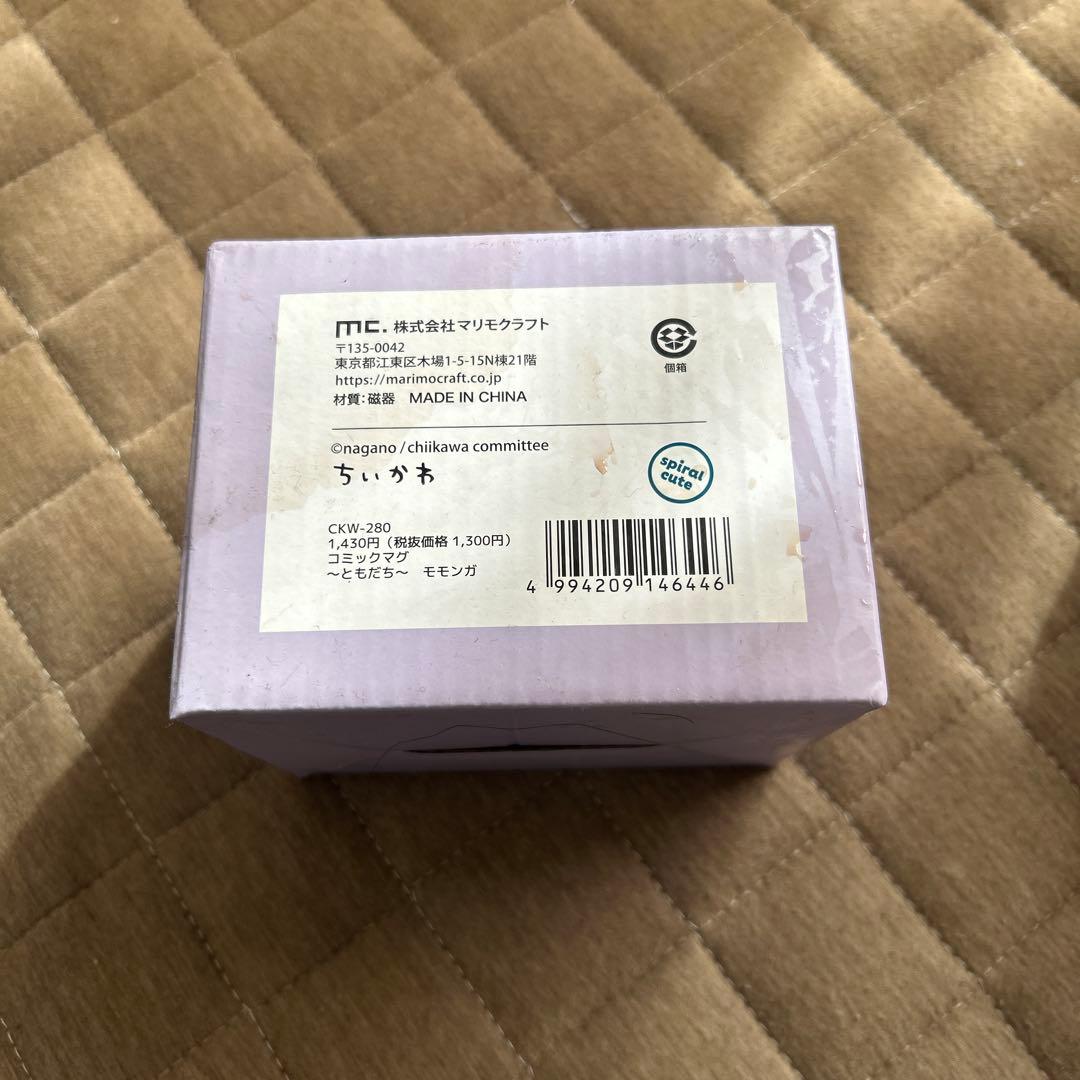 mc. 株式会社マリモクラフト
〒135-0042
東京都江東区木場1-5-15N棟21階
https://marimocraft.co.jp
材質:磁器 MADE IN CHINA
個箱
©nagano / chiikawa committee
ちいかわ
spiral
cute
CKW-280
1,430円（税抜価格 1,300円）
コミックマグ
〜ともだち〜 モモンガ
4 994209 146446